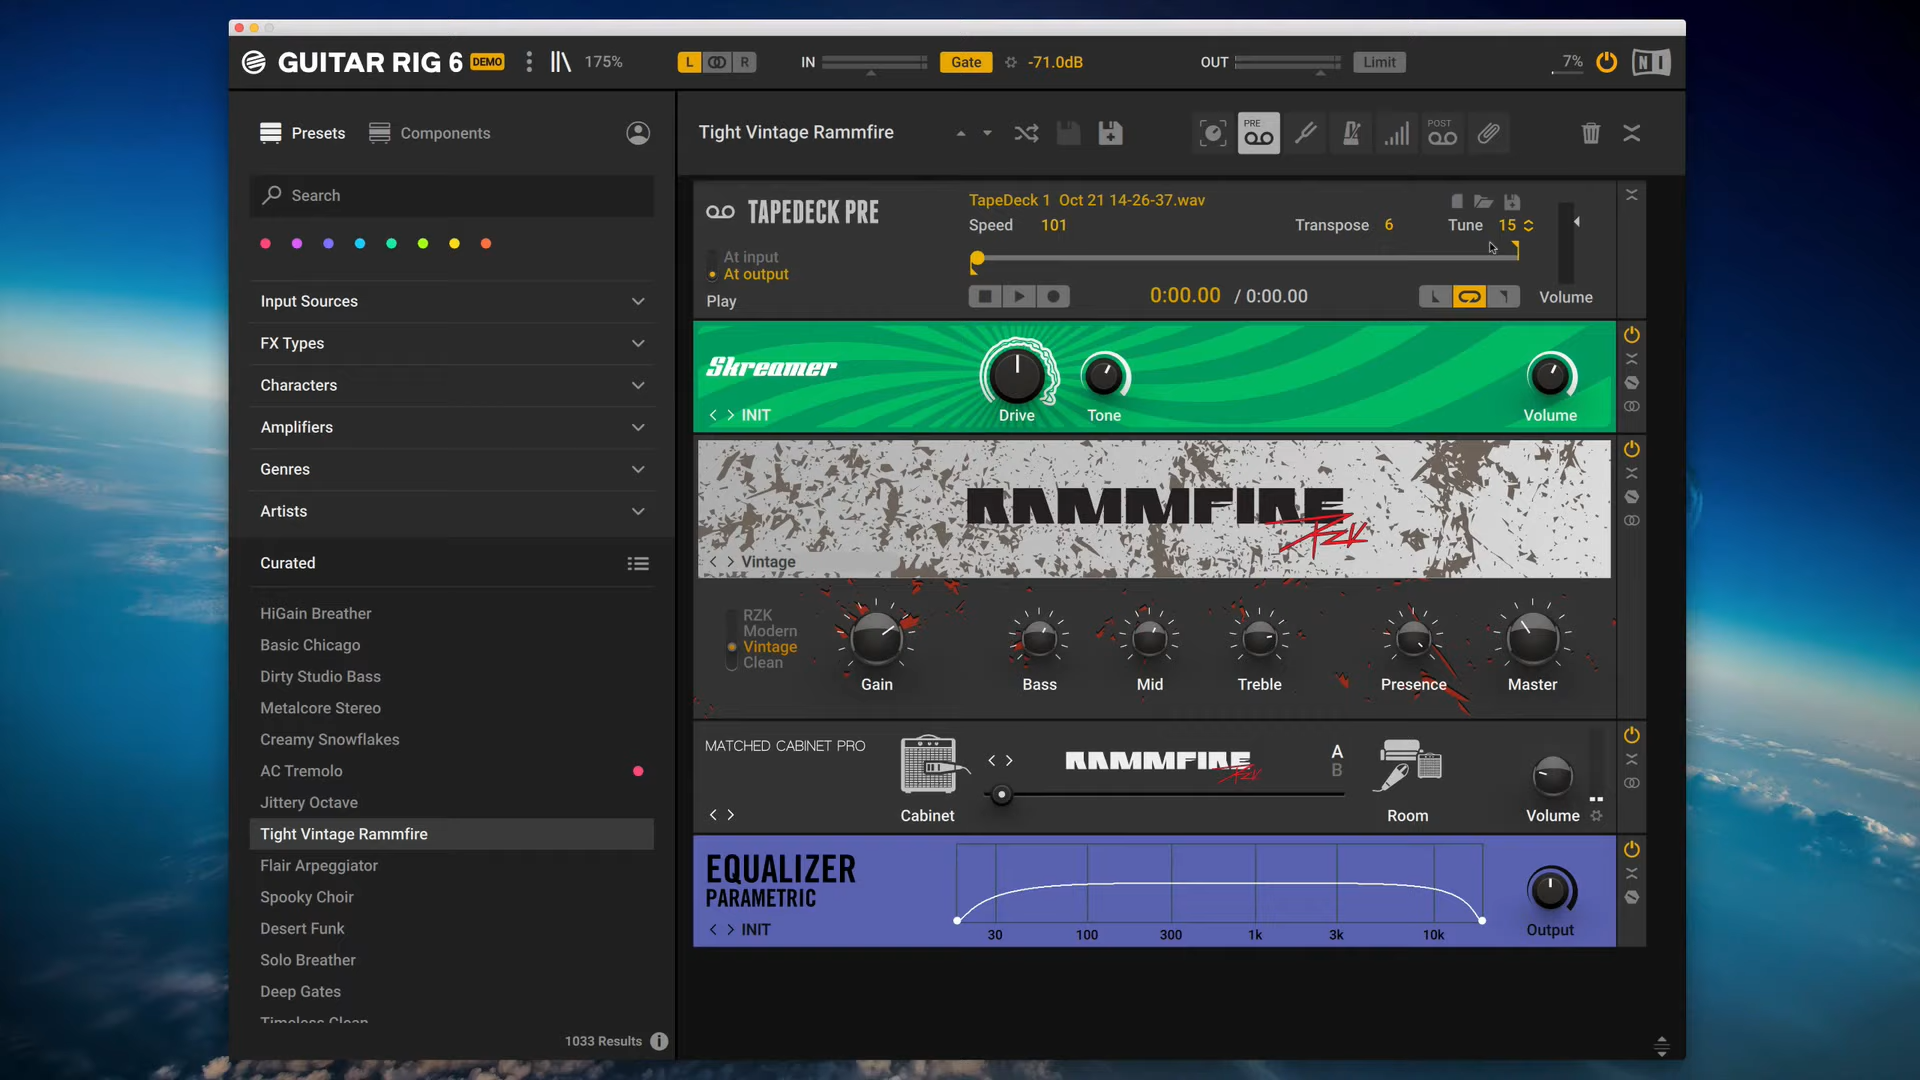 GUITAR RIG 6 DEMO
175%
L R
IN
Gate
-71.0dB
OUT
Limit
7%
NI
Presets
Components
Search
Input Sources
FX Types
Characters
Amplifiers
Genres
Artists
Curated
HiGain Breather
Basic Chicago
Dirty Studio Bass
Metalcore Stereo
Creamy Snowflakes
AC Tremolo
Jittery Octave
Tight Vintage Rammfire
Flair Arpeggiator
Spooky Choir
Desert Funk
Solo Breather
Deep Gates
Timeless Clean
1033 Results
Tight Vintage Rammfire
PRE
POST
TAPEDECK PRE
TapeDeck 1 Oct 21 14-26-37.wav
Speed 101
Transpose 6
Tune 15
At input
At output
Play
0:00.00 / 0:00.00
Volume
Skreamer
INIT
Drive
Tone
Volume
RAMMFIRE
RZK
Vintage
RZK
Modern
Vintage
Clean
Gain
Bass
Mid
Treble
Presence
Master
MATCHED CABINET PRO
Cabinet
RAMMFIRE
RZK
A
B
Room
Volume
EQUALIZER
PARAMETRIC
INIT
30 100 300 1k 3k 10k
Output